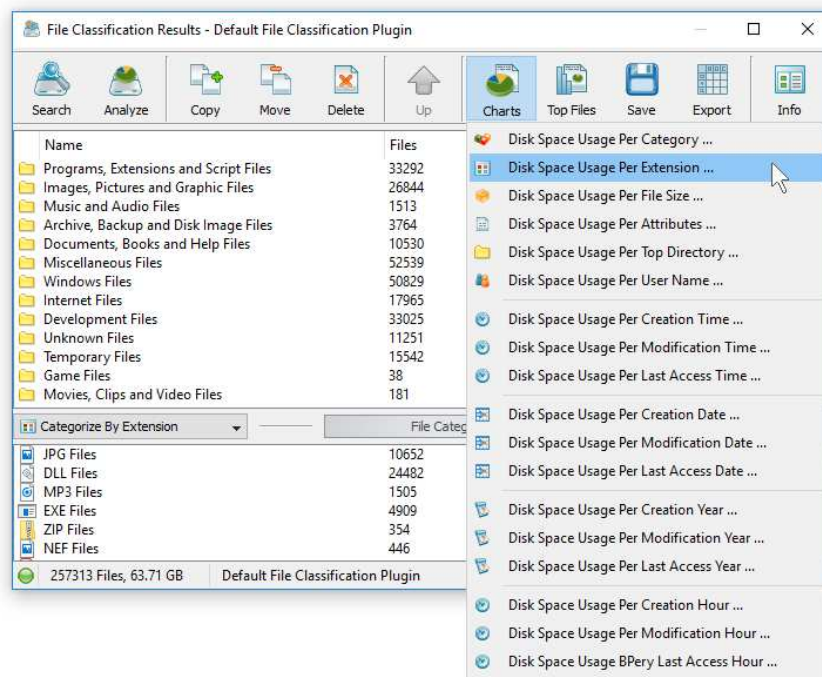 File Classification Results - Default File Classification Plugin
Search Analyze Copy Move Delete Up Charts Top Files Save Export Info
Name Files
Programs, Extensions and Script Files 33292
Images, Pictures and Graphic Files 26844
Music and Audio Files 1513
Archive, Backup and Disk Image Files 3764
Documents, Books and Help Files 10530
Miscellaneous Files 52539
Windows Files 50829
Internet Files 17965
Development Files 33025
Unknown Files 11251
Temporary Files 15542
Game Files 38
Movies, Clips and Video Files 181
Categorize By Extension File Categ
JPG Files 10652
DLL Files 24482
MP3 Files 1505
EXE Files 4909
ZIP Files 354
NEF Files 446
257313 Files, 63.71 GB Default File Classification Plugin
Disk Space Usage Per Category ...
Disk Space Usage Per Extension ...
Disk Space Usage Per File Size ...
Disk Space Usage Per Attributes ...
Disk Space Usage Per Top Directory ...
Disk Space Usage Per User Name ...
Disk Space Usage Per Creation Time ...
Disk Space Usage Per Modification Time ...
Disk Space Usage Per Last Access Time ...
Disk Space Usage Per Creation Date ...
Disk Space Usage Per Modification Date ...
Disk Space Usage Per Last Access Date ...
Disk Space Usage Per Creation Year ...
Disk Space Usage Per Modification Year ...
Disk Space Usage Per Last Access Year ...
Disk Space Usage Per Creation Hour ...
Disk Space Usage Per Modification Hour ...
Disk Space Usage BPery Last Access Hour ...